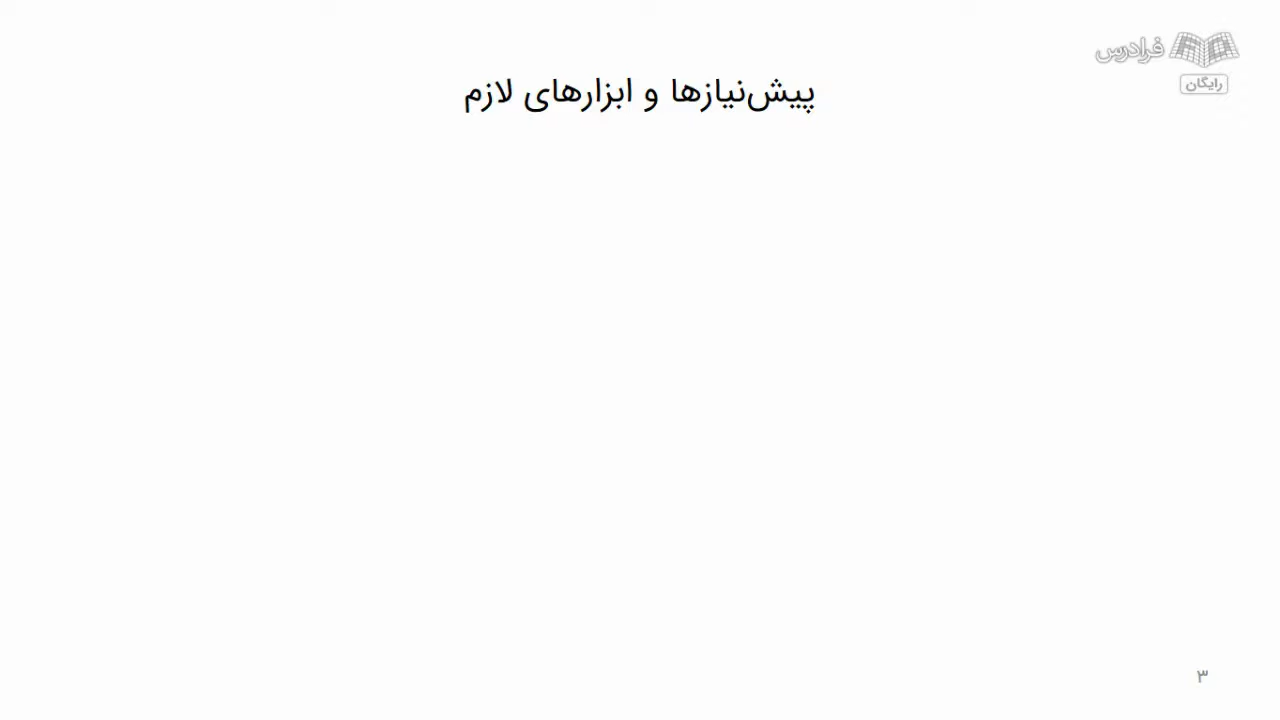 فرادرس
رایگان
پیش‌نیازها و ابزارهای لازم
۳